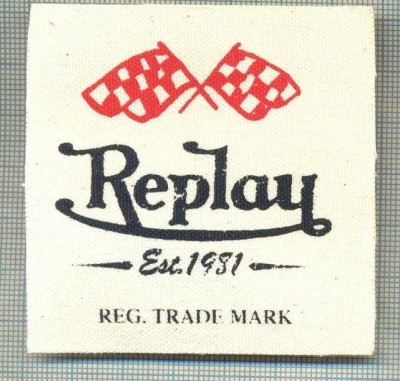 Replay
Est. 1981
REG. TRADE MARK